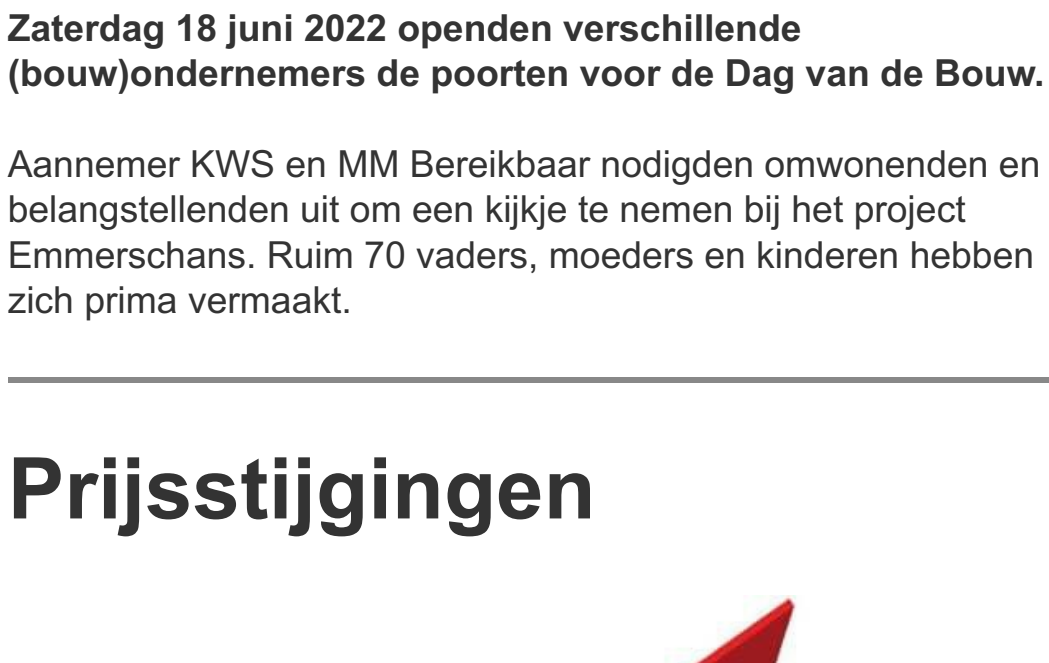 Zaterdag 18 juni 2022 openden verschillende
(bouw)ondernemers de poorten voor de Dag van de Bouw.
Aannemer KWS en MM Bereikbaar nodigden omwonenden en
belangstellenden uit om een kijkje te nemen bij het project
Emmerschans. Ruim 70 vaders, moeders en kinderen hebben
zich prima vermaakt.
Prijsstijgingen